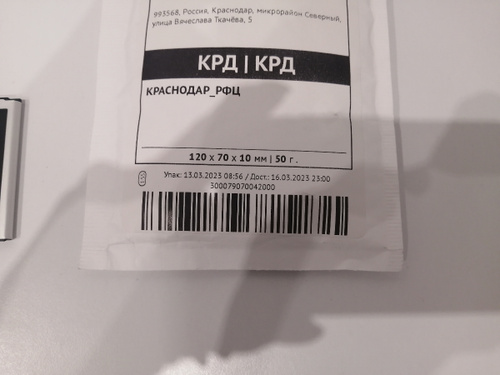 993568, Россия, Краснодар, микрорайон Северный,
улица Вячеслава Ткачёва, 5
КРД | КРД
КРАСНОДАР_РФЦ
120 x 70 x 10 мм | 50 г.
Упак: 13.03.2023 08:56 / Дост: 16.03.2023 23:00
300079070042000